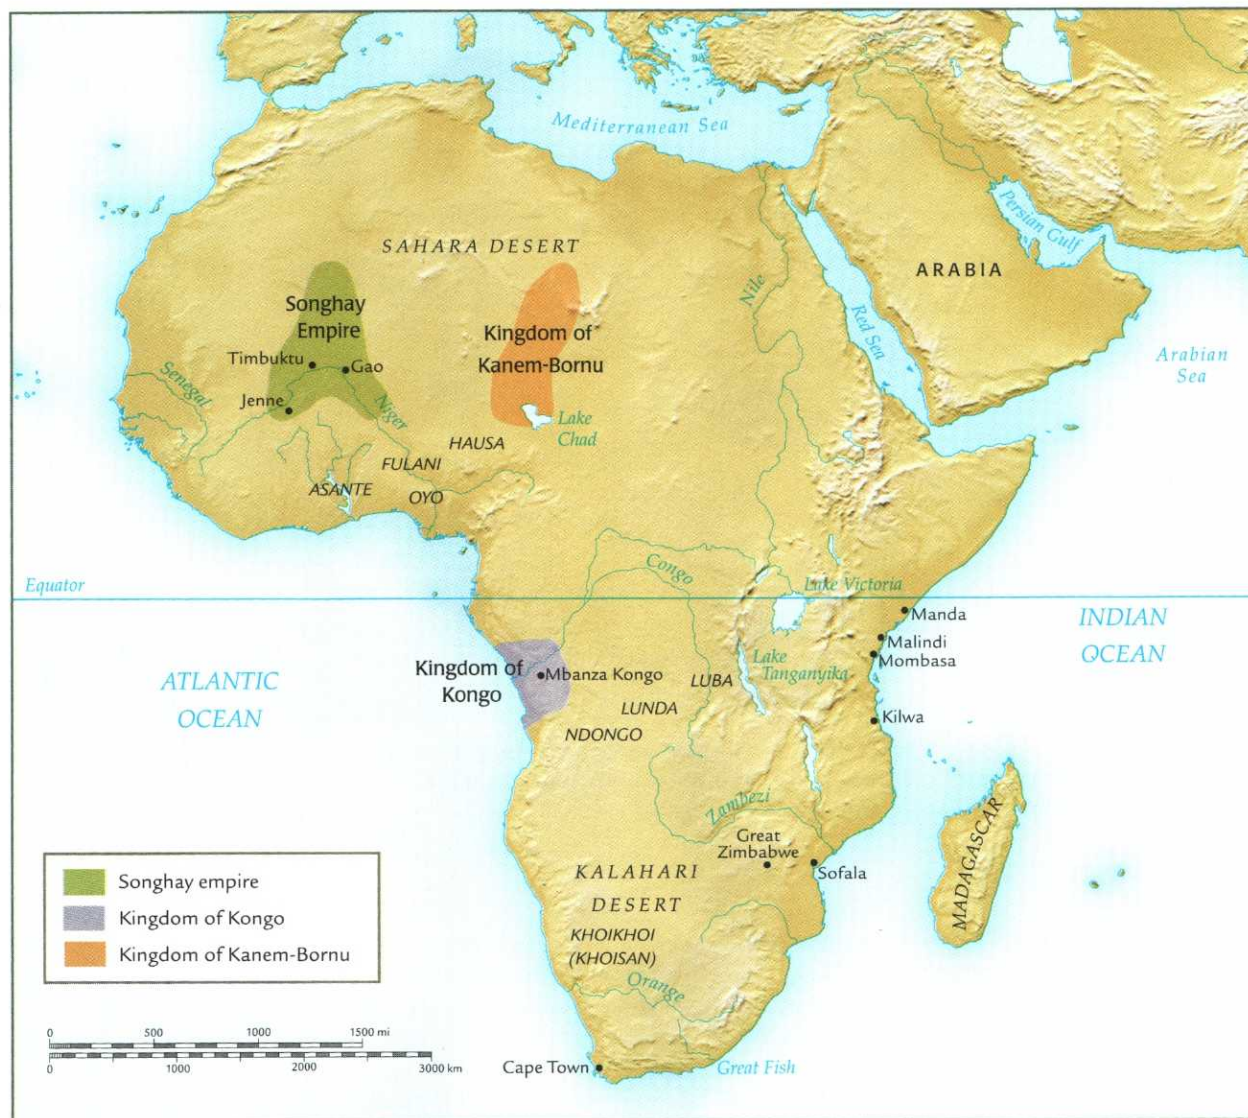 Mediterranean Sea
SAHARA DESERT
Persian Gulf
ARABIA
Nile
Red Sea
Songhay
Empire
Kingdom of
Kanem-Bornu
Timbuktu
Gao
Arabian
Sea
Senegal
Jenne
Niger
Lake
Chad
HAUSA
FULANI
ASANTE
OYO
Congo
Equator
Lake Victoria
Manda
INDIAN
OCEAN
Malindi
Mombasa
Kingdom of
Kongo
Mbanza Kongo
Lake
Tanganyika
LUBA
ATLANTIC
OCEAN
LUNDA
Kilwa
NDONGO
Zambezi
Great
Zimbabwe
Sofala
MADAGASCAR
KALAHARI
DESERT
KHOIKHOI
(KHOISAN)
Orange
Songhay empire
Kingdom of Kongo
Kingdom of Kanem-Bornu
0 500 1000 1500 mi
0 1000 2000 3000 km
Cape Town
Great Fish